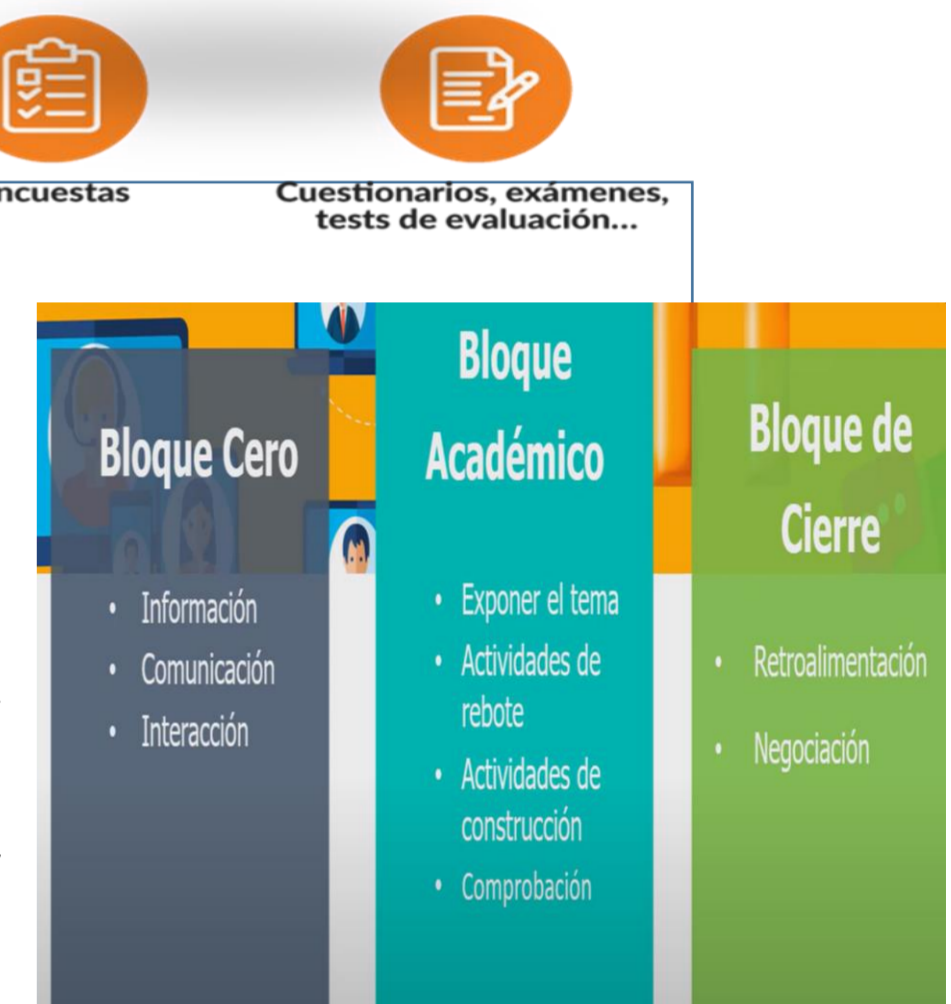 Cuestionarios, exámenes,
tests de evaluación...
Bloque Cero
• Información
• Comunicación
• Interacción
Bloque
Académico
• Exponer el tema
• Actividades de
rebote
• Actividades de
construcción
• Comprobación
Bloque de
Cierre
• Retroalimentación
• Negociación